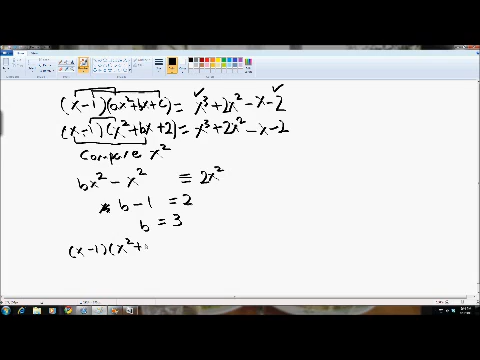 (x-1)(ax²+bx+c) = x³+2x²-x-2
(x-1)(x²+bx+2) = x³+2x²-x-2
Compare x²
bx² - x² ≡ 2x²
b - 1 = 2
b = 3
(x-1)(x²+